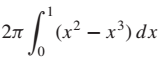 2π ∫₀¹ (x² − x³) dx